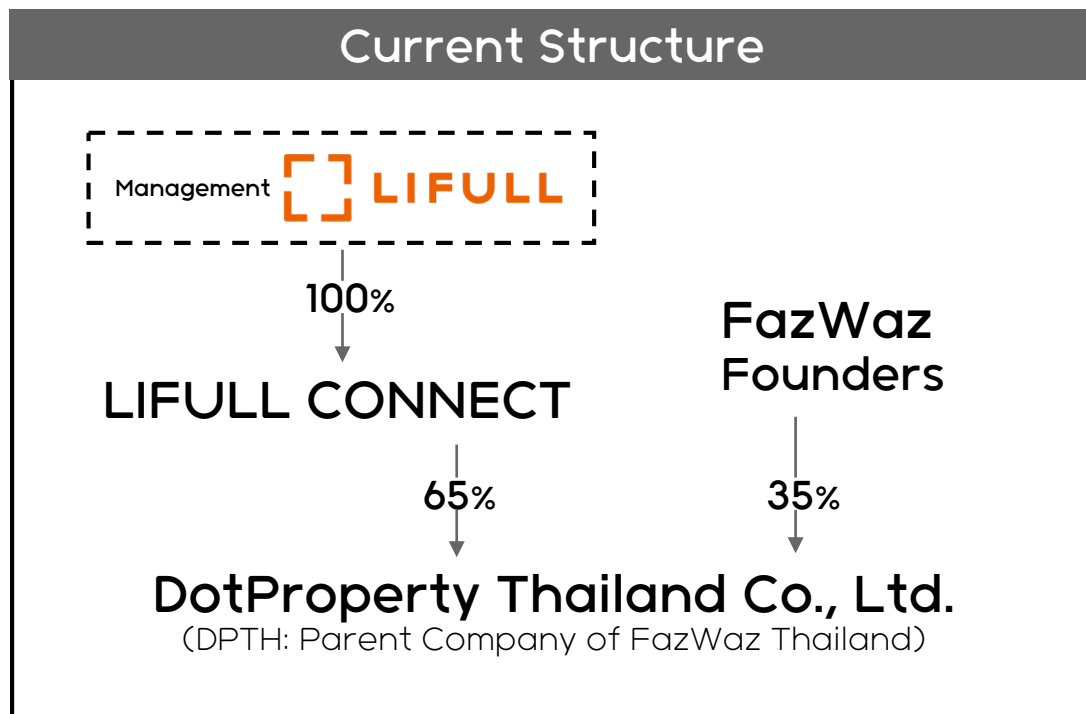 Current Structure
Management LIFULL
100%
LIFULL CONNECT
FazWaz
Founders
65%
35%
DotProperty Thailand Co., Ltd.
(DPTH: Parent Company of FazWaz Thailand)